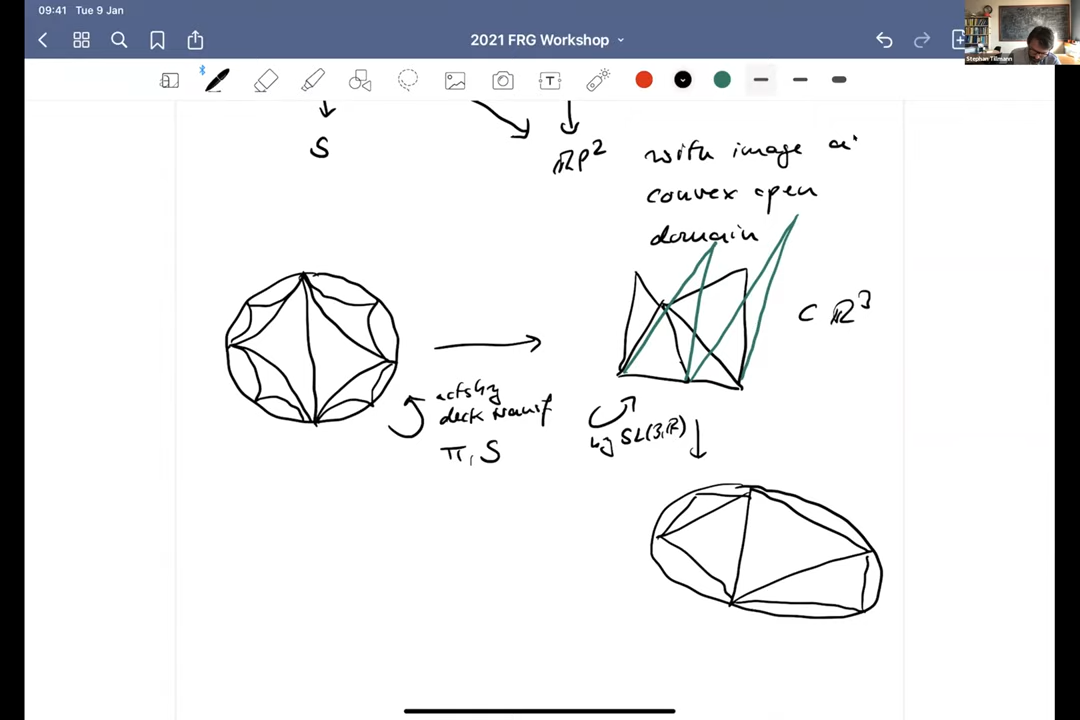 09:41 Tue 9 Jan
2021 FRG Workshop
Stephan Tillmann
S
RP² with image a
convex open
domain
⊂ ℝ³
acts by
deck transf
π₁S
by SL(3,ℝ)